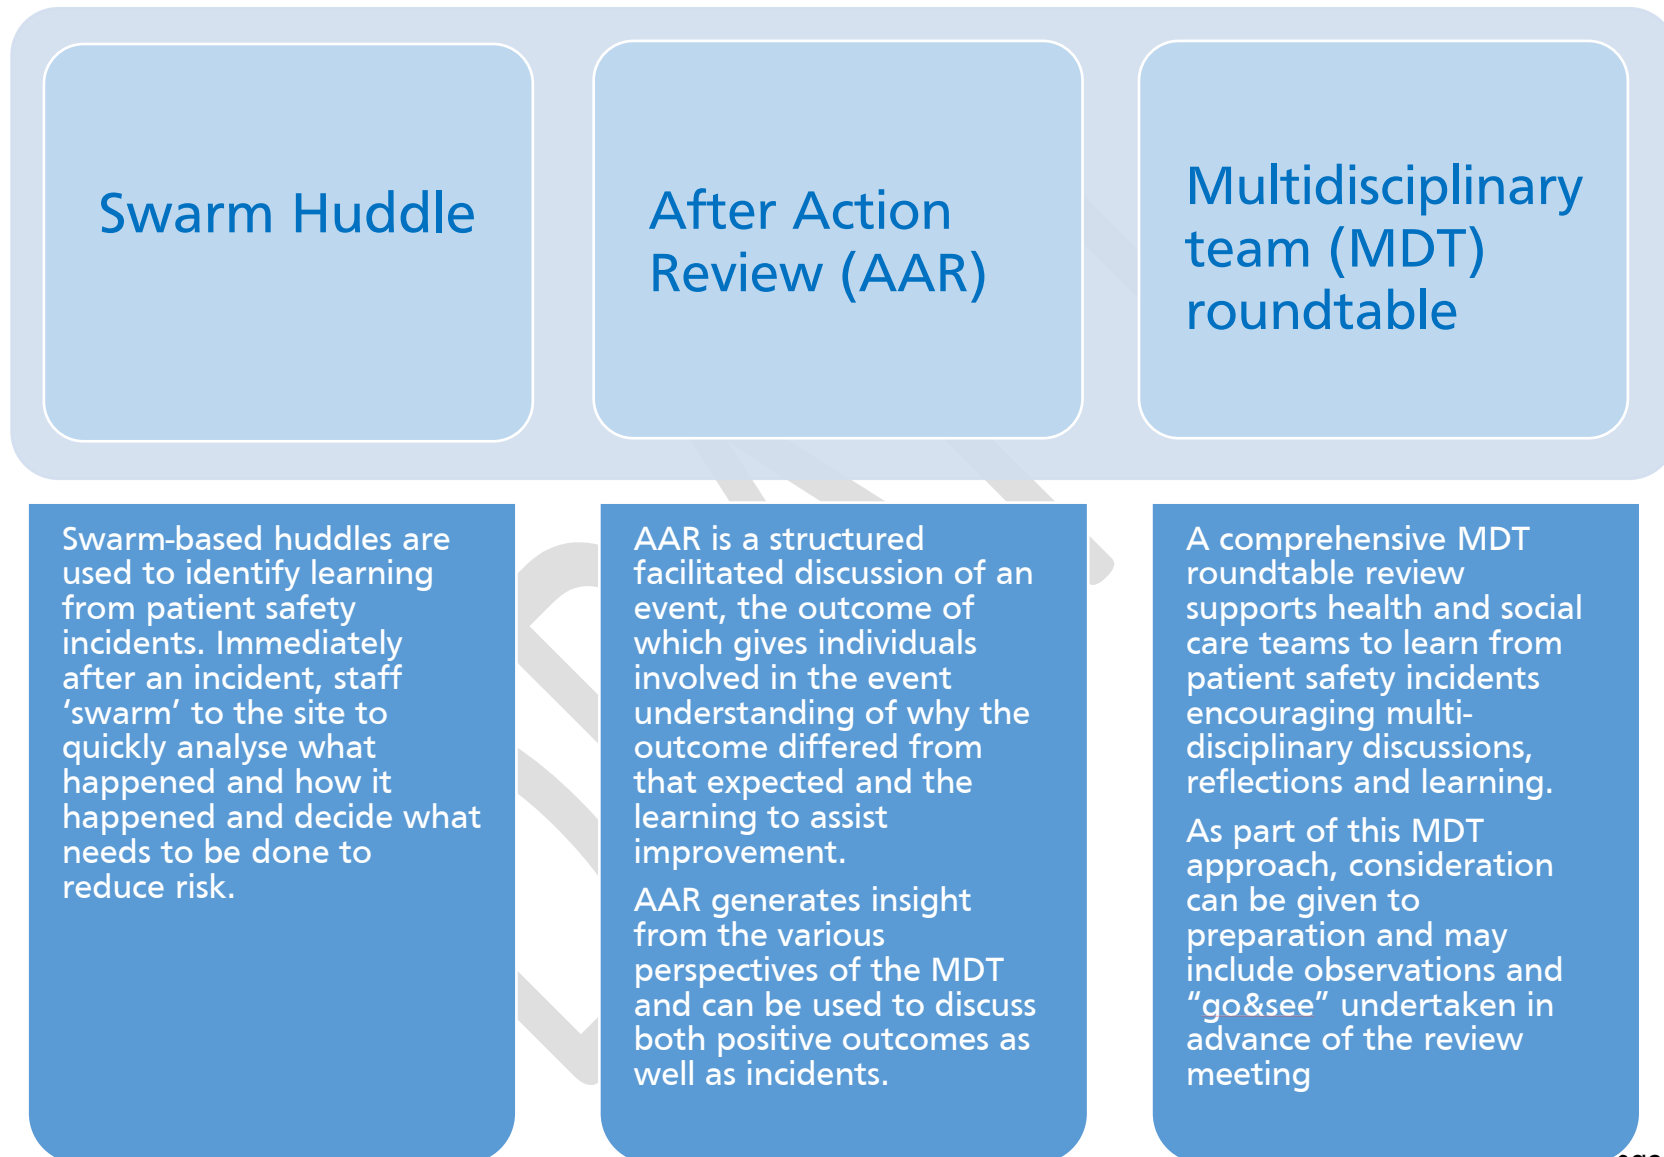 Swarm Huddle
After Action
Review (AAR)
Multidisciplinary
team (MDT)
roundtable
Swarm-based huddles are
used to identify learning
from patient safety
incidents. Immediately
after an incident, staff
‘swarm’ to the site to
quickly analyse what
happened and how it
happened and decide what
needs to be done to
reduce risk.
AAR is a structured
facilitated discussion of an
event, the outcome of
which gives individuals
involved in the event
understanding of why the
outcome differed from
that expected and the
learning to assist
improvement.
AAR generates insight
from the various
perspectives of the MDT
and can be used to discuss
both positive outcomes as
well as incidents.
A comprehensive MDT
roundtable review
supports health and social
care teams to learn from
patient safety incidents
encouraging multi-
disciplinary discussions,
reflections and learning.
As part of this MDT
approach, consideration
can be given to
preparation and may
include observations and
“go&see” undertaken in
advance of the review
meeting